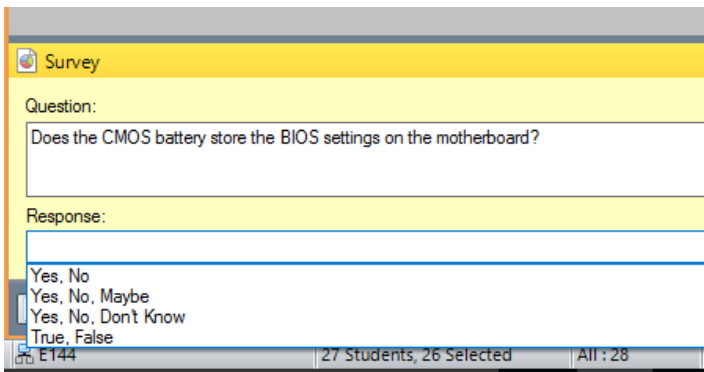 Survey
Question:
Does the CMOS battery store the BIOS settings on the motherboard?
Response:
Yes, No
Yes, No, Maybe
Yes, No, Don't Know
True, False
E144 27 Students, 26 Selected All : 28